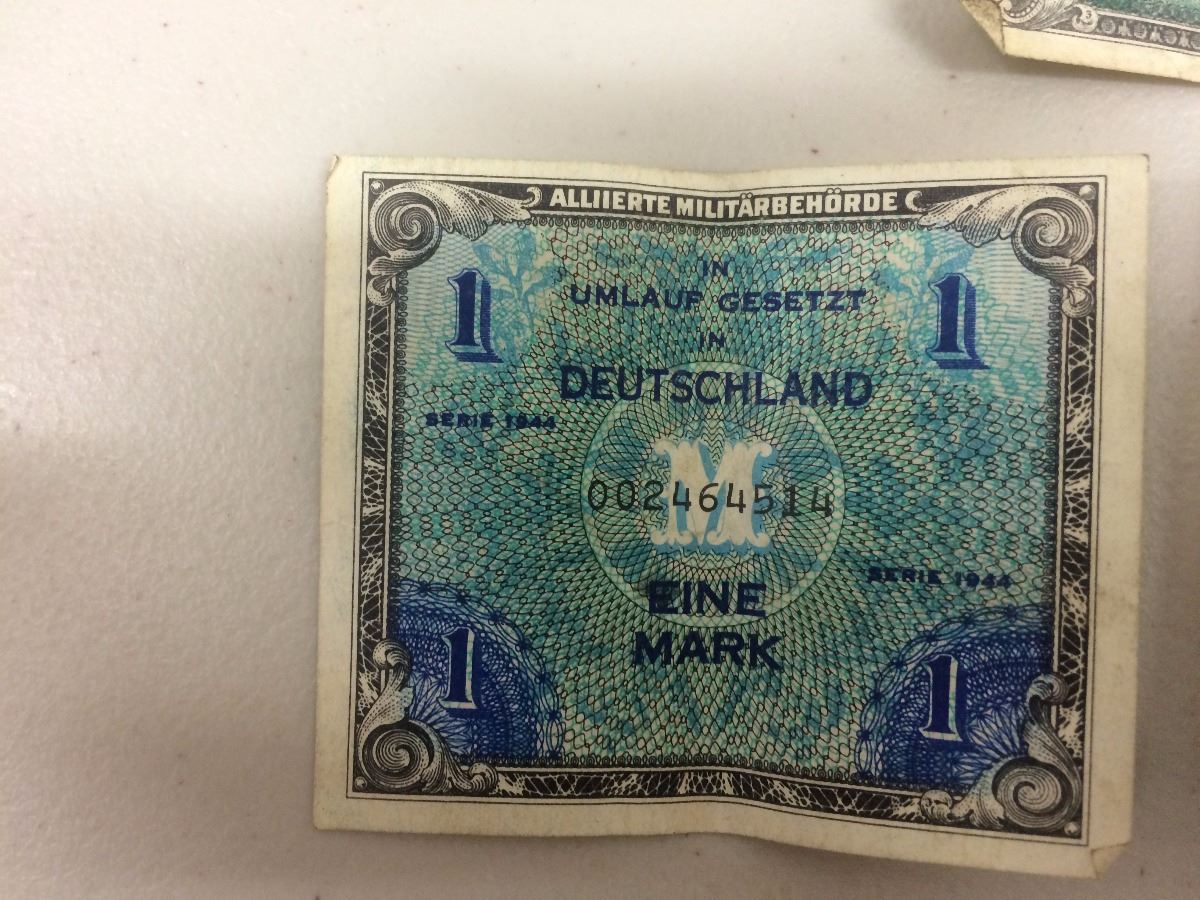 ALLIIERTE MILITÄRBEHÖRDE
IN
1 UMLAUF GESETZT 1
IN
DEUTSCHLAND
SERIE 1944
M
002464514
SERIE 1944
EINE
1 MARK 1